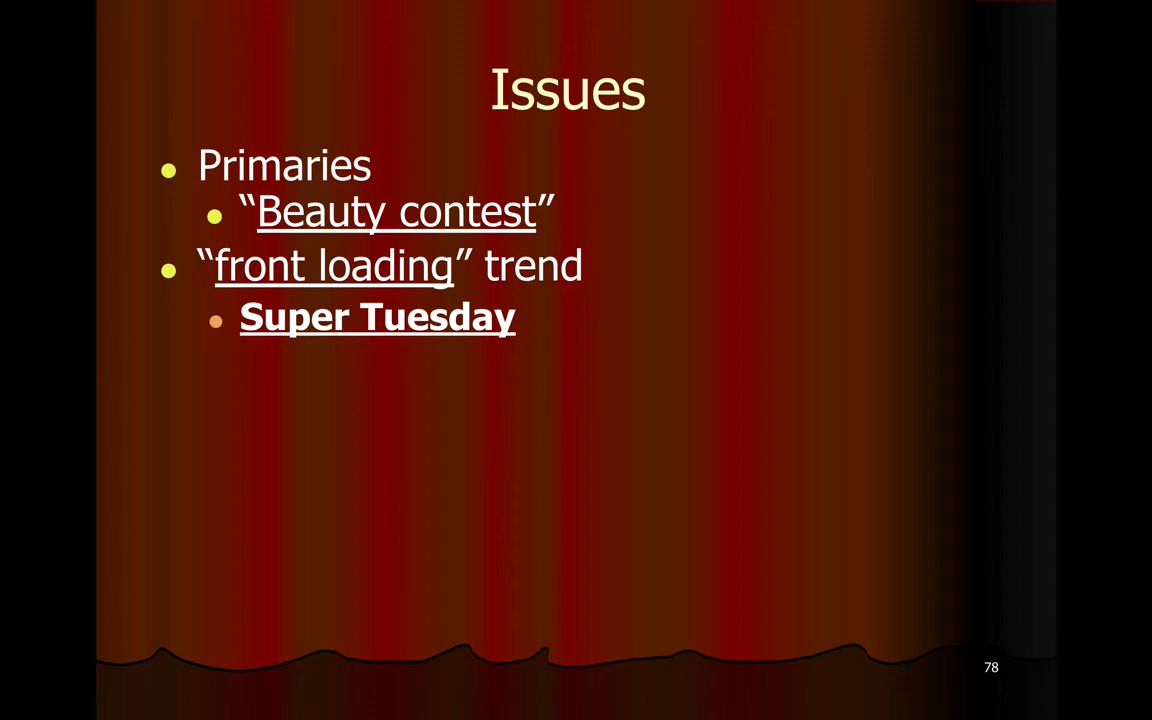 Issues
Primaries
“Beauty contest”
“front loading” trend
Super Tuesday
78